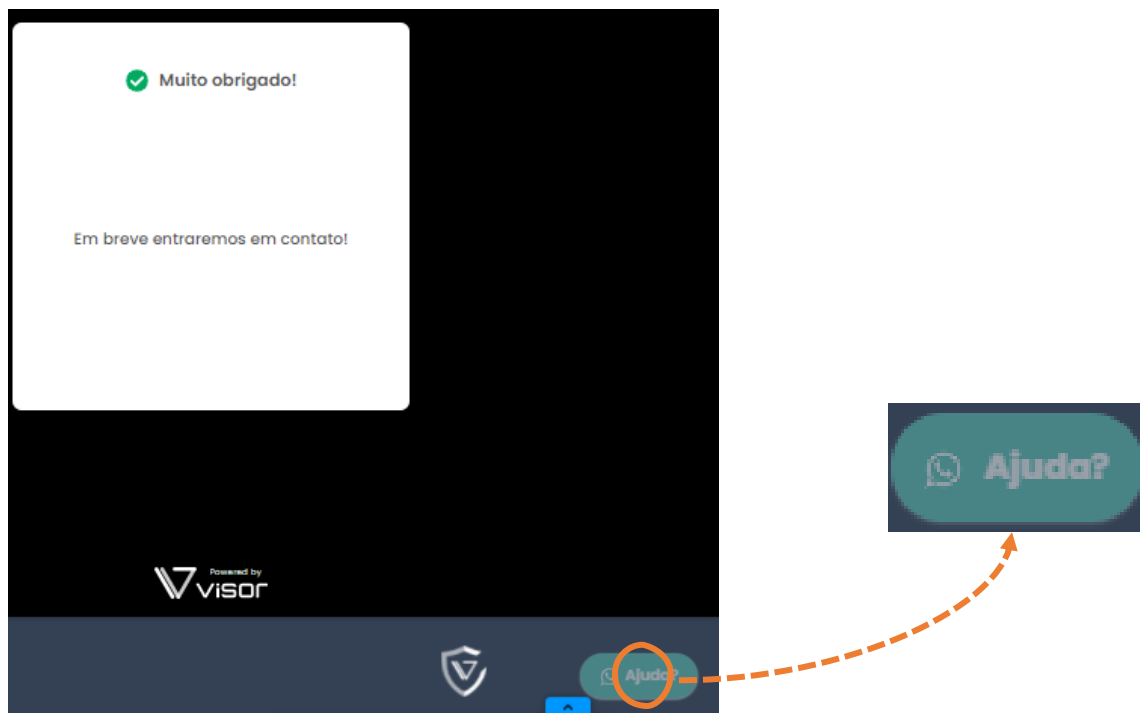 Muito obrigado!
Em breve entraremos em contato!
Powered by
VISOR
Ajuda?
Ajuda?